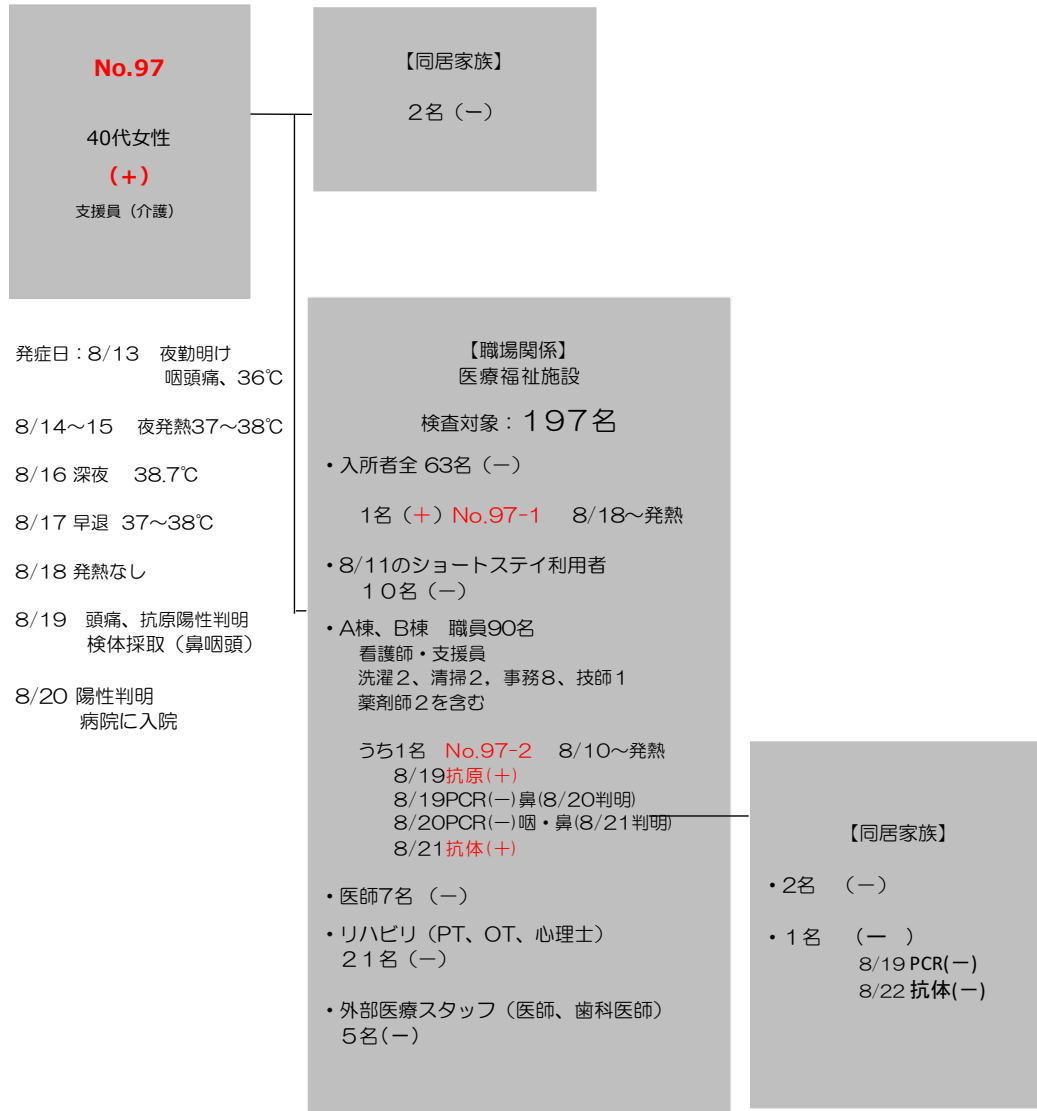 No.97
40代女性
(+)
支援員（介護）
【同居家族】
２名（ー）
発症日：8/13　夜勤明け
咽頭痛、36℃
8/14～15　夜発熱37～38℃
8/16 深夜　38.7℃
8/17 早退 37～38℃
8/18 発熱なし
8/19　頭痛、抗原陽性判明
検体採取（鼻咽頭）
8/20 陽性判明
病院に入院
【職場関係】
医療福祉施設
検査対象：１９７名
・入所者全 63名（ー）
1名（＋）No.97-1　8/18～発熱
・8/11のショートステイ利用者
１０名（ー）
・A棟、B棟　職員90名
看護師・支援員
洗濯２、清掃２，事務８、技師１
薬剤師２を含む
うち1名　No.97-2　8/10～発熱
8/19抗原(＋)
8/19PCR(ー)鼻(8/20判明)
8/20PCR(ー)咽・鼻(8/21判明)
8/21抗体(＋)
・医師7名 （ー）
・リハビリ（PT、OT、心理士）
２１名（ー）
・外部医療スタッフ（医師、歯科医師）
５名(ー）
【同居家族】
・2名　（ー）
・１名　（ー　）
8/19 PCR(ー)
8/22 抗体(ー)